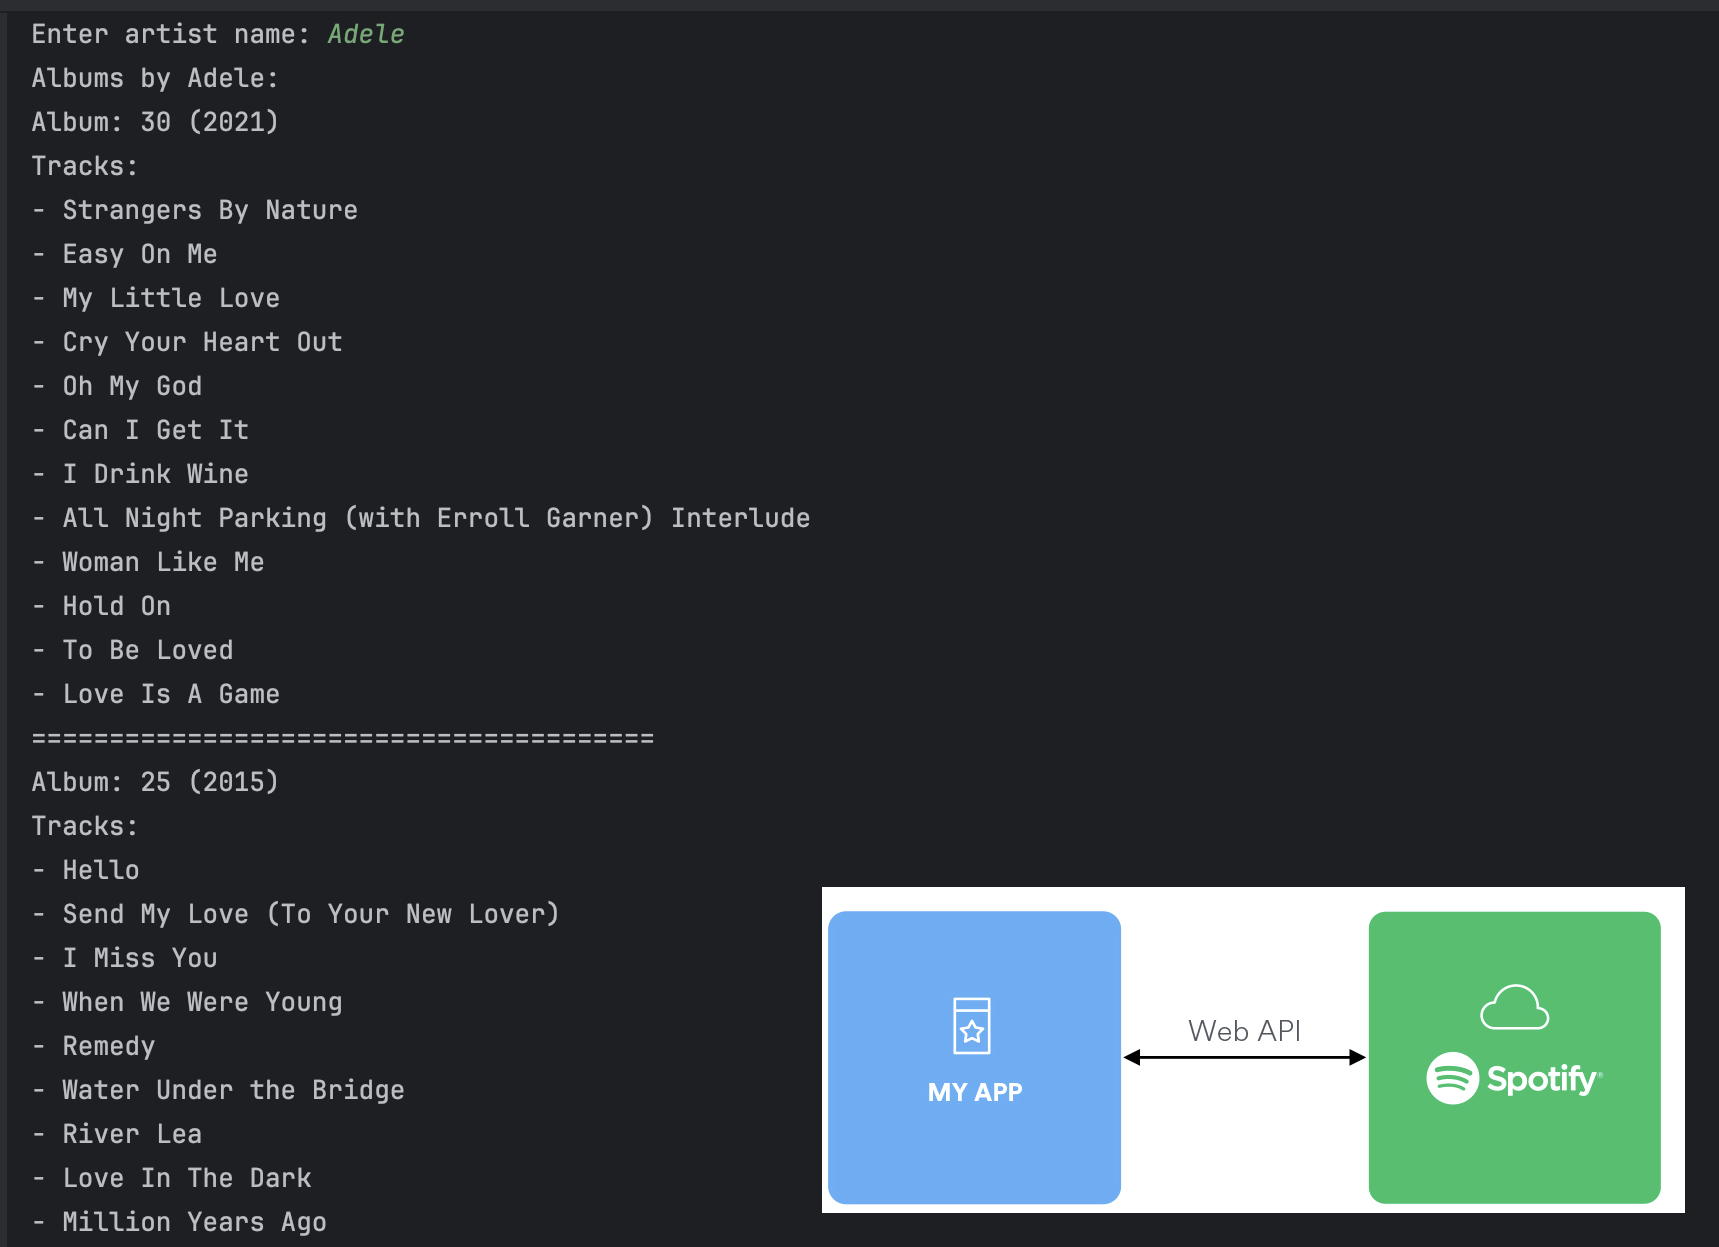 Enter artist name: Adele
Albums by Adele:
Album: 30 (2021)
Tracks:
- Strangers By Nature
- Easy On Me
- My Little Love
- Cry Your Heart Out
- Oh My God
- Can I Get It
- I Drink Wine
- All Night Parking (with Erroll Garner) Interlude
- Woman Like Me
- Hold On
- To Be Loved
- Love Is A Game
========================================
Album: 25 (2015)
Tracks:
- Hello
- Send My Love (To Your New Lover)
- I Miss You
- When We Were Young
- Remedy
- Water Under the Bridge
- River Lea
- Love In The Dark
- Million Years Ago
MY APP
Web API
Spotify